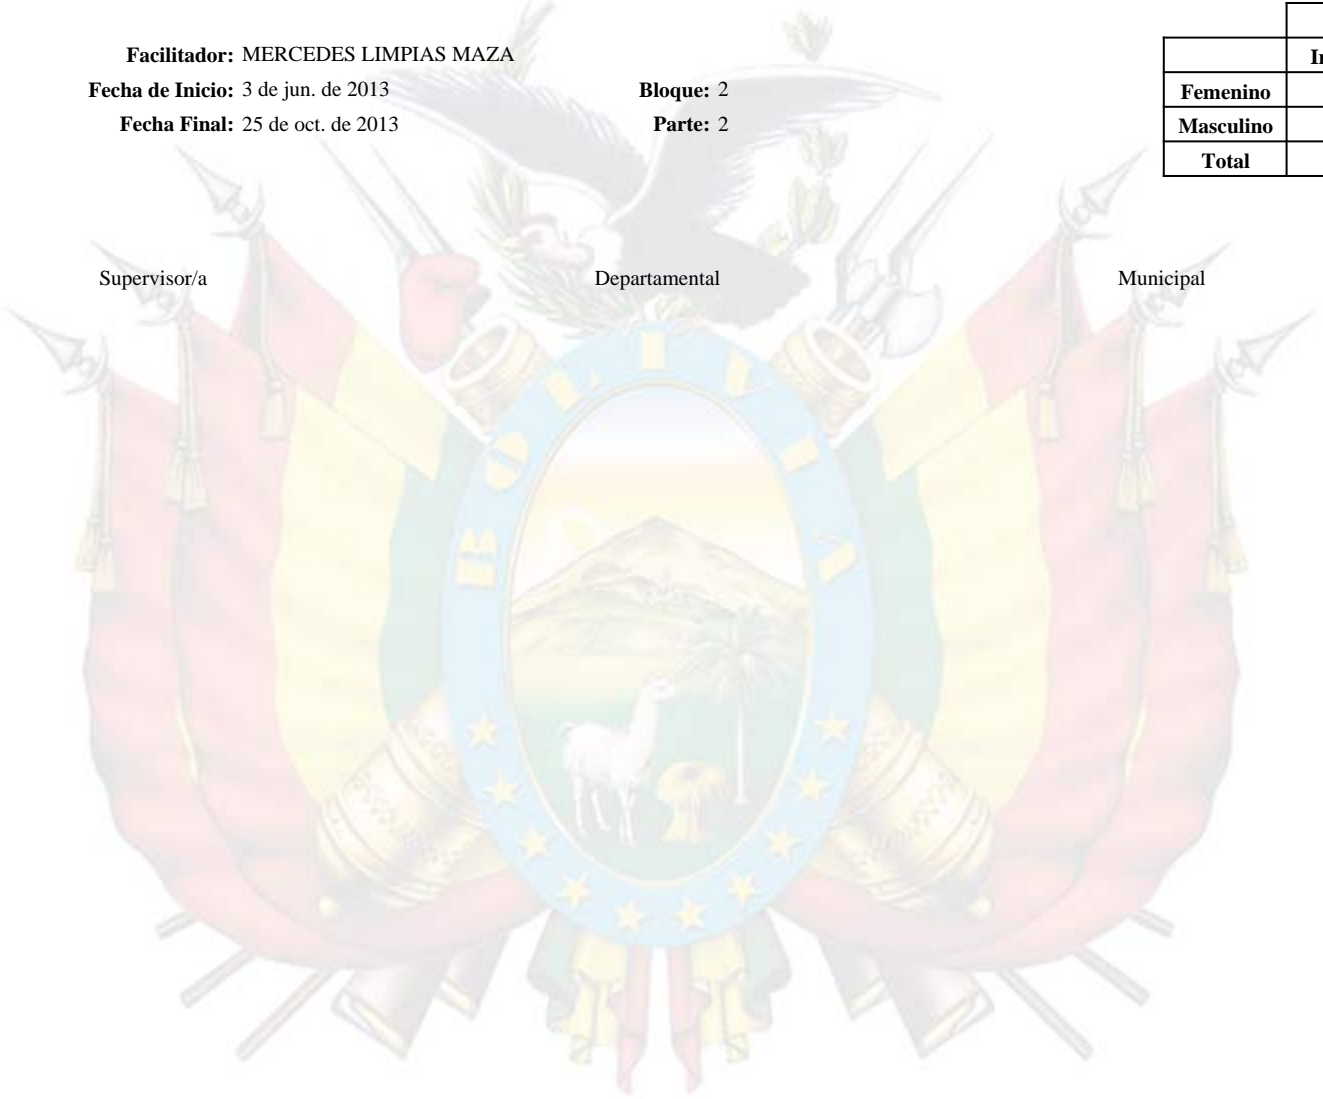 Facilitador: MERCEDES LIMPIAS MAZA
Fecha de Inicio: 3 de jun. de 2013 Bloque: 2
Fecha Final: 25 de oct. de 2013 Parte: 2
Femenino
Masculino
Total
Supervisor/a Departamental Municipal
BOLIVIA